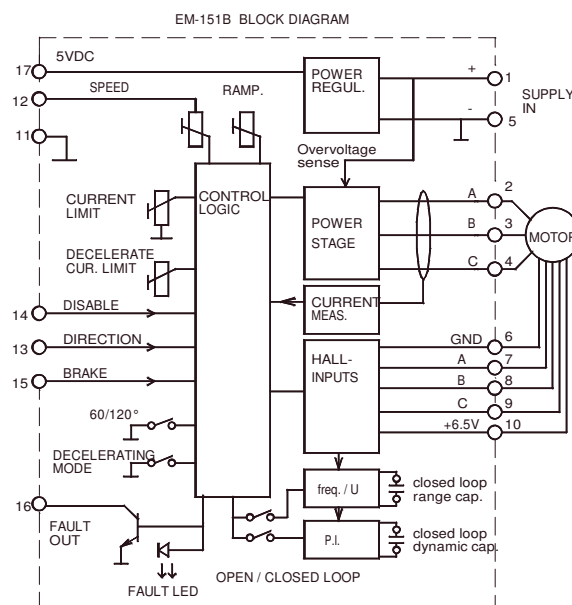 EM-151B BLOCK DIAGRAM
5VDC
17
12
SPEED
RAMP.
11
POWER
REGUL.
+
1
SUPPLY
IN
-
5
Overvoltage
sense
CURRENT
LIMIT
CONTROL
LOGIC
POWER
STAGE
A
2
B
3
C
4
MOTOR
DECELERATE
CUR. LIMIT
CURRENT
MEAS.
14
DISABLE
13
DIRECTION
15
BRAKE
HALL-
INPUTS
GND
6
A
7
B
8
C
9
+6.5V
10
60/120°
DECELERATING
MODE
16
FAULT
OUT
FAULT LED
freq. / U
closed loop
range cap.
P.I.
closed loop
dynamic cap.
OPEN / CLOSED LOOP